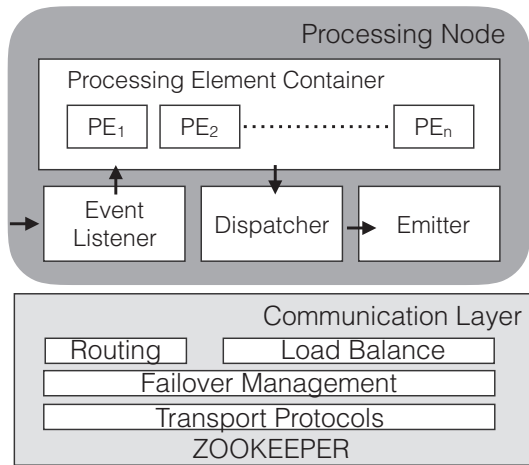 Processing Node
Processing Element Container
PE₁ PE₂ PEₙ
Event
Listener
Dispatcher
Emitter
Communication Layer
Routing
Load Balance
Failover Management
Transport Protocols
ZOOKEEPER